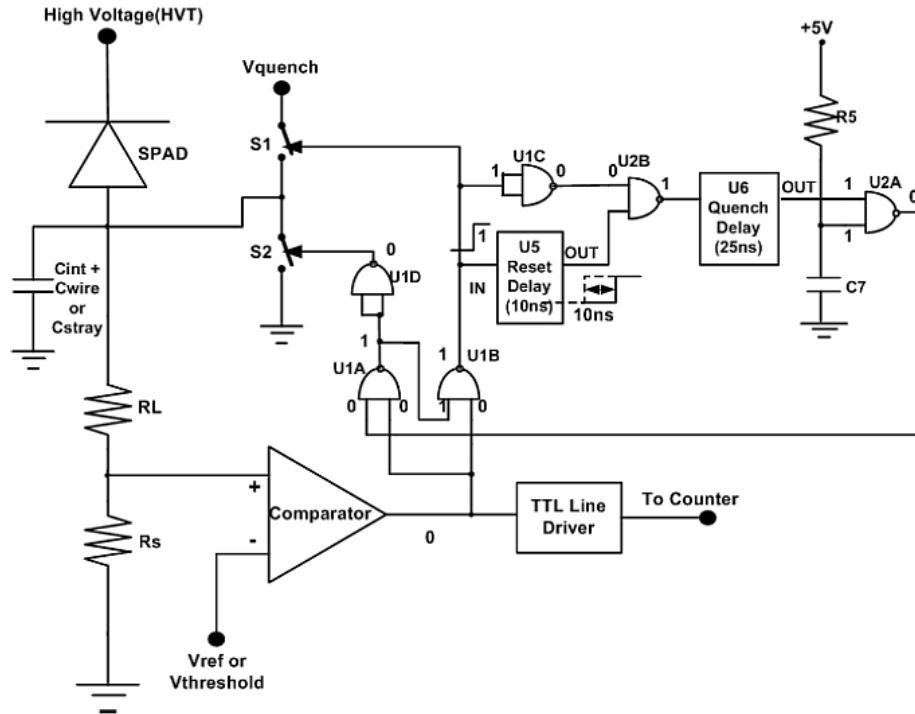 High Voltage(HVT)
+5V
Vquench
R5
S1
U1C
U2B
SPAD
1
0
0
1
U6
Quench
Delay
(25ns)
OUT
1
U2A
0
1
S2
0
1
U5
Reset
Delay
(10ns)
OUT
IN
U1D
10ns
C7
Cint +
Cwire
or
Cstray
1
1
U1A
U1B
0
0
1
0
RL
+
Comparator
-
0
TTL Line
Driver
To Counter
Rs
Vref or
Vthreshold